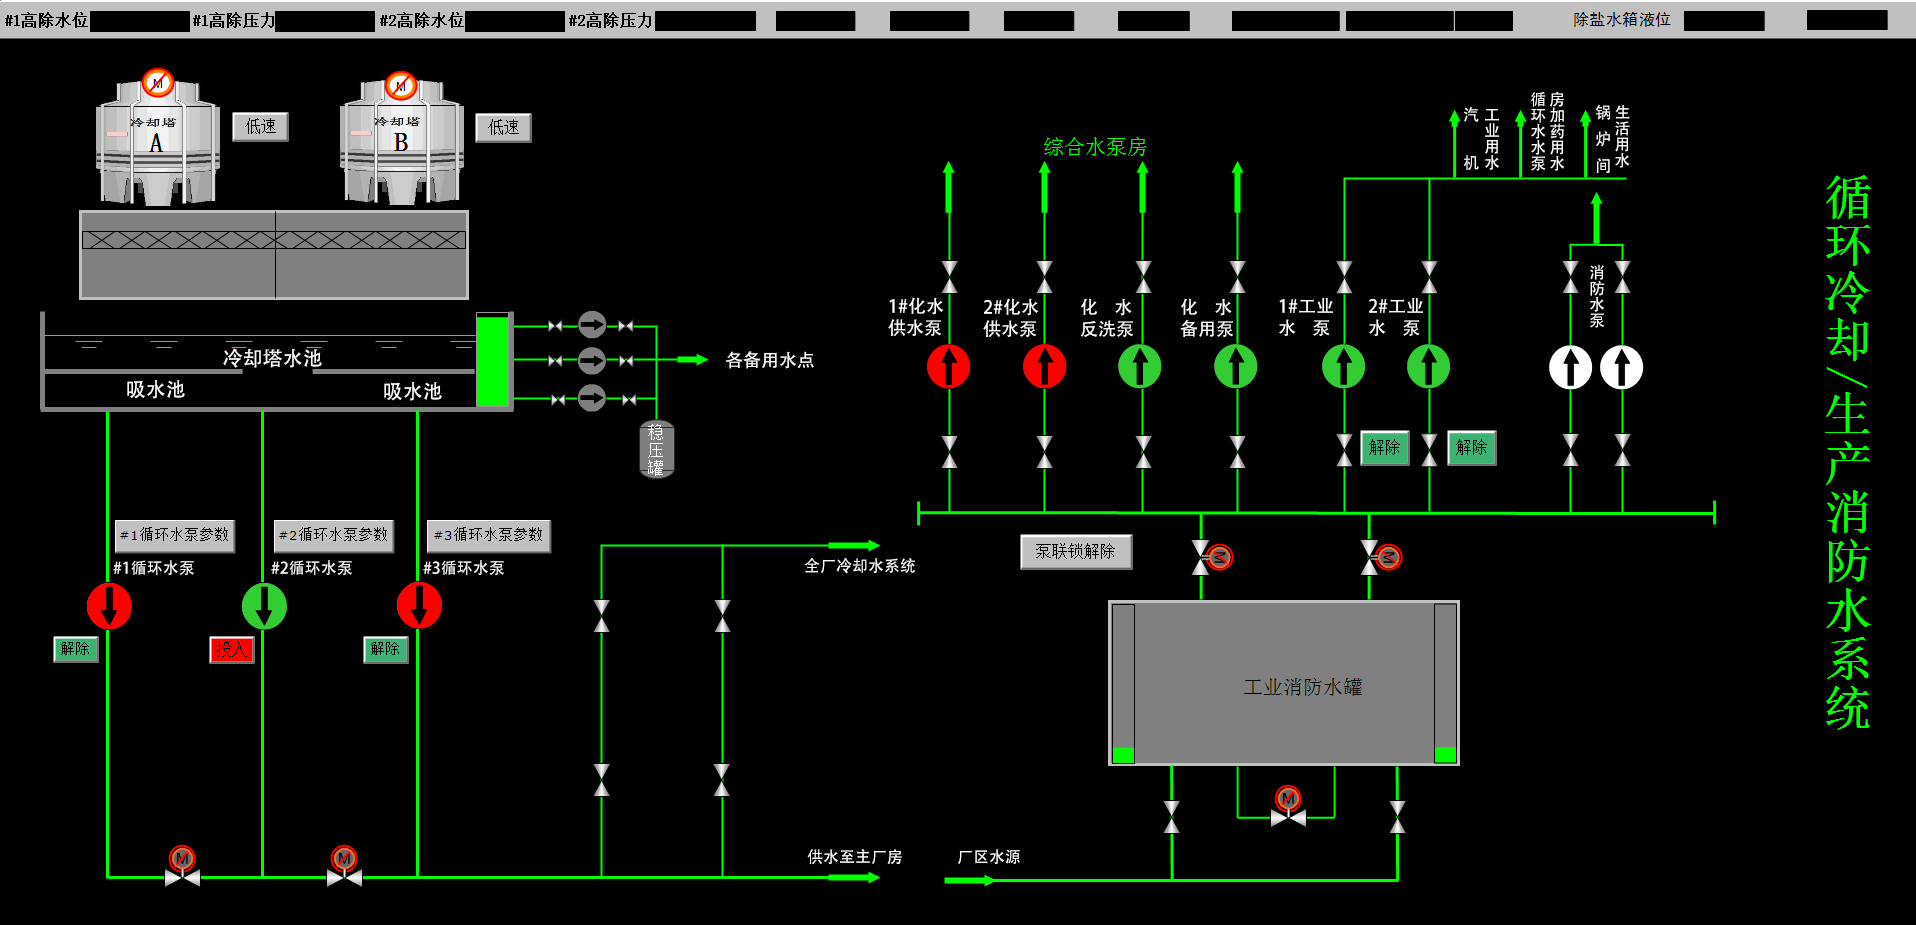 #1高除水位
#1高除压力
#2高除水位
#2高除压力
除盐水箱液位
冷却塔
A
低速
冷却塔
B
低速
综合水泵房
汽机
工业用水
循环水水泵
房加药用水
锅炉间
生活用水
循环冷却/生产消防水系统
消防水泵
1#化水
供水泵
2#化水
供水泵
化 水
反洗泵
化 水
备用泵
1#工业
水 泵
2#工业
水 泵
冷却塔水池
吸水池
吸水池
各备用水点
稳压罐
解除
解除
#1循环水泵参数
#2循环水泵参数
#3循环水泵参数
#1循环水泵
#2循环水泵
#3循环水泵
解除
投入
解除
全厂冷却水系统
泵联锁解除
工业消防水罐
M
M
M
供水至主厂房
厂区水源